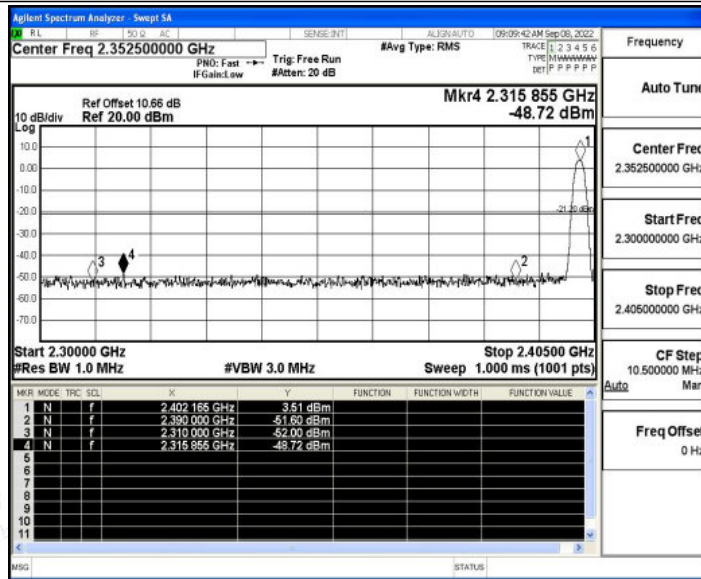 Agilent Spectrum Analyzer - Swept SA
RL RF 50 Ω AC SENSE:INT ALIGN AUTO 09:09:42 AM Sep 08, 2022
Center Freq 2.352500000 GHz
#Avg Type: RMS
TRACE 1 2 3 4 5 6
PNO: Fast Trig: Free Run
TYPE MWWWWW
IFGain:Low #Atten: 20 dB
DET P P P P P P
Mkr4 2.315 855 GHz
-48.72 dBm
Ref Offset 10.66 dB
10 dB/div Ref 20.00 dBm
Log
10.0
0.00
-10.0
-20.0
-30.0
-40.0
-50.0
-60.0
-70.0
1
-21.20 dBm
3
4
2
Start 2.30000 GHz Stop 2.40500 GHz
#Res BW 1.0 MHz #VBW 3.0 MHz Sweep 1.000 ms (1001 pts)
MKR MODE TRC SCL X Y FUNCTION FUNCTION WIDTH FUNCTION VALUE
1 N f 2.402 165 GHz 3.51 dBm
2 N f 2.390 000 GHz -51.60 dBm
3 N f 2.310 000 GHz -52.00 dBm
4 N f 2.315 855 GHz -48.72 dBm
5
6
7
8
9
10
11
MSG STATUS
Frequency
Auto Tune
Center Freq
2.352500000 GHz
Start Freq
2.300000000 GHz
Stop Freq
2.405000000 GHz
CF Step
10.500000 MHz
Auto Man
Freq Offset
0 Hz